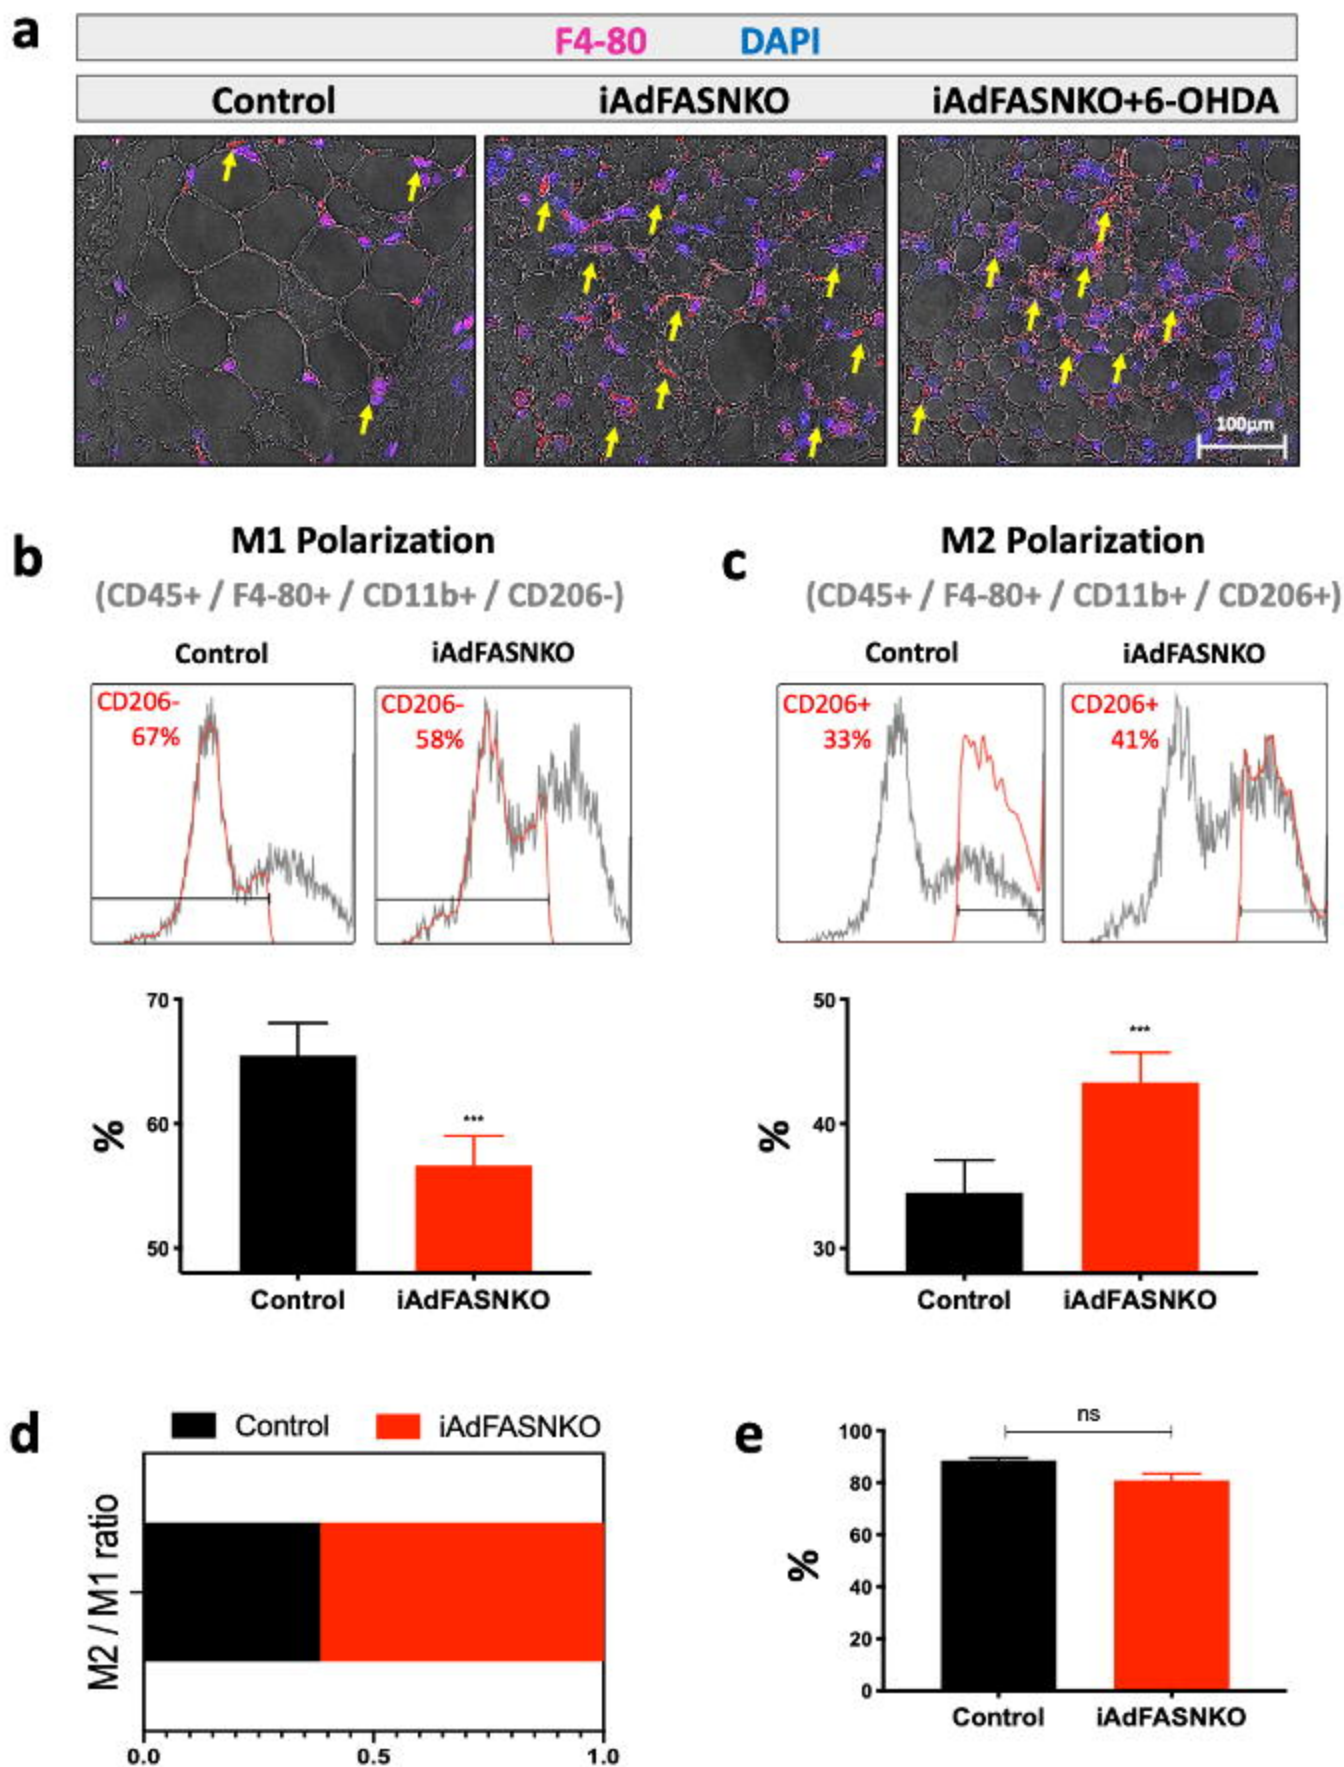 a
F4-80 DAPI
Control iAdFASNKO iAdFASNKO+6-OHDA
100μm
b M1 Polarization
(CD45+ / F4-80+ / CD11b+ / CD206-)
Control iAdFASNKO
CD206-
67%
CD206-
58%
70
60
50
%
***
Control iAdFASNKO
c M2 Polarization
(CD45+ / F4-80+ / CD11b+ / CD206+)
Control iAdFASNKO
CD206+
33%
CD206+
41%
50
40
30
%
***
Control iAdFASNKO
d Control iAdFASNKO
M2 / M1 ratio
0.0 0.5 1.0
e
ns
100
80
60
40
20
0
%
Control iAdFASNKO